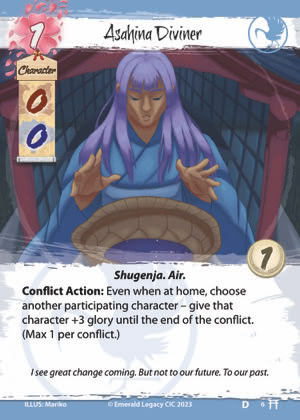 1
Asahina Diviner
Character
0
0
1
Shugenja. Air.
Conflict Action: Even when at home, choose
another participating character – give that
character +3 glory until the end of the conflict.
(Max 1 per conflict.)
I see great change coming. But not to our future. To our past.
ILLUS: Mariko
© Emerald Legacy CIC 2023
D
6